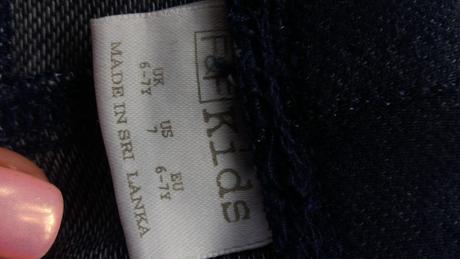 F&F kids
UK US EU
6-7Y 7 6-7Y
MADE IN SRI LANKA